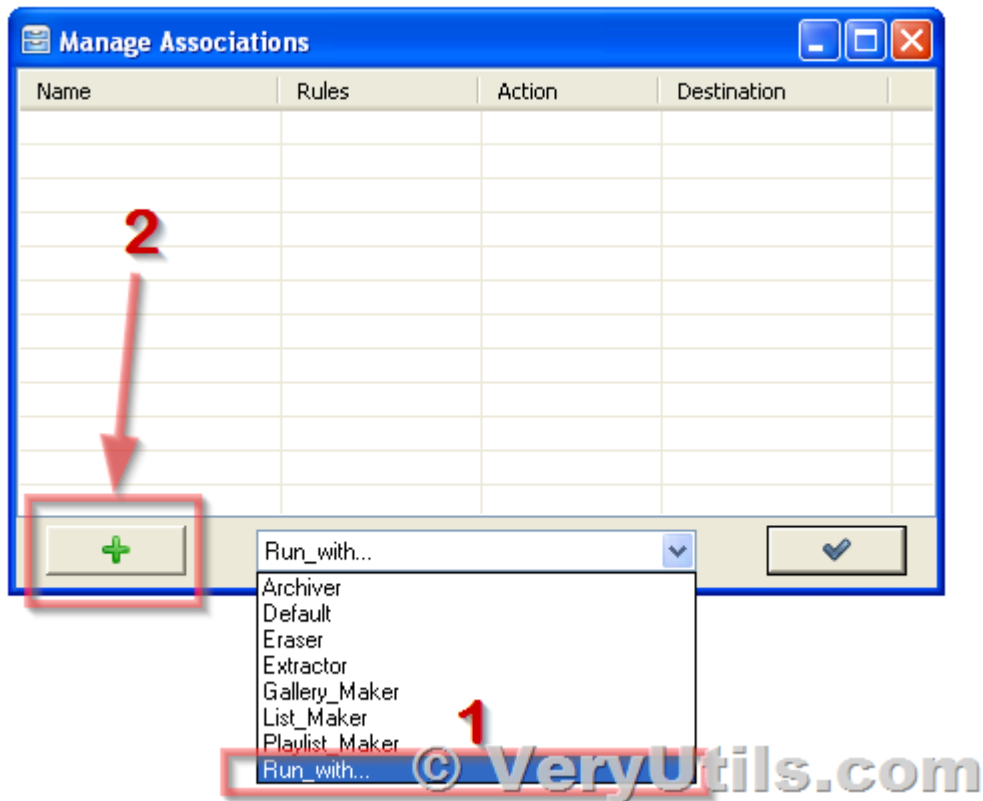 Manage Associations
Name Rules Action Destination
2
Run_with...
Archiver
Default
Eraser
Extractor
Gallery_Maker
List_Maker
1
Playlist_Maker
Run_with...
© VeryUtils.com